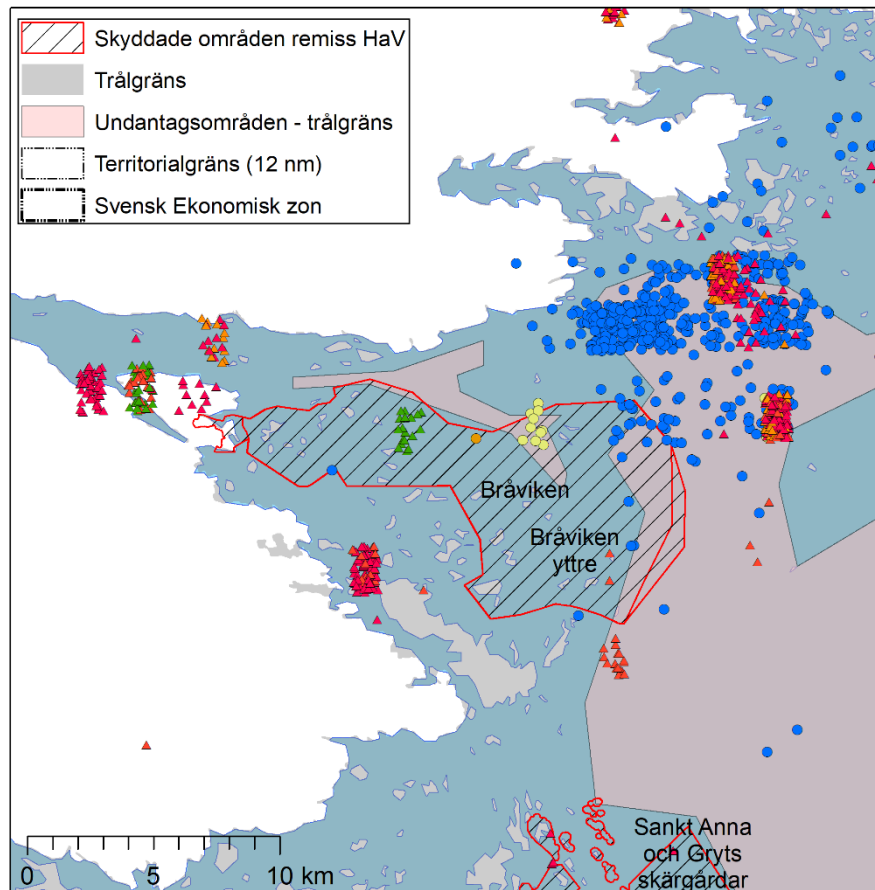 Skyddade områden remiss HaV
Trålgräns
Undantagsområden - trålgräns
Territorialgräns (12 nm)
Svensk Ekonomisk zon
Bråviken
Bråviken
yttre
Sankt Anna
och Gryts
skärgårdar
0 5 10 km